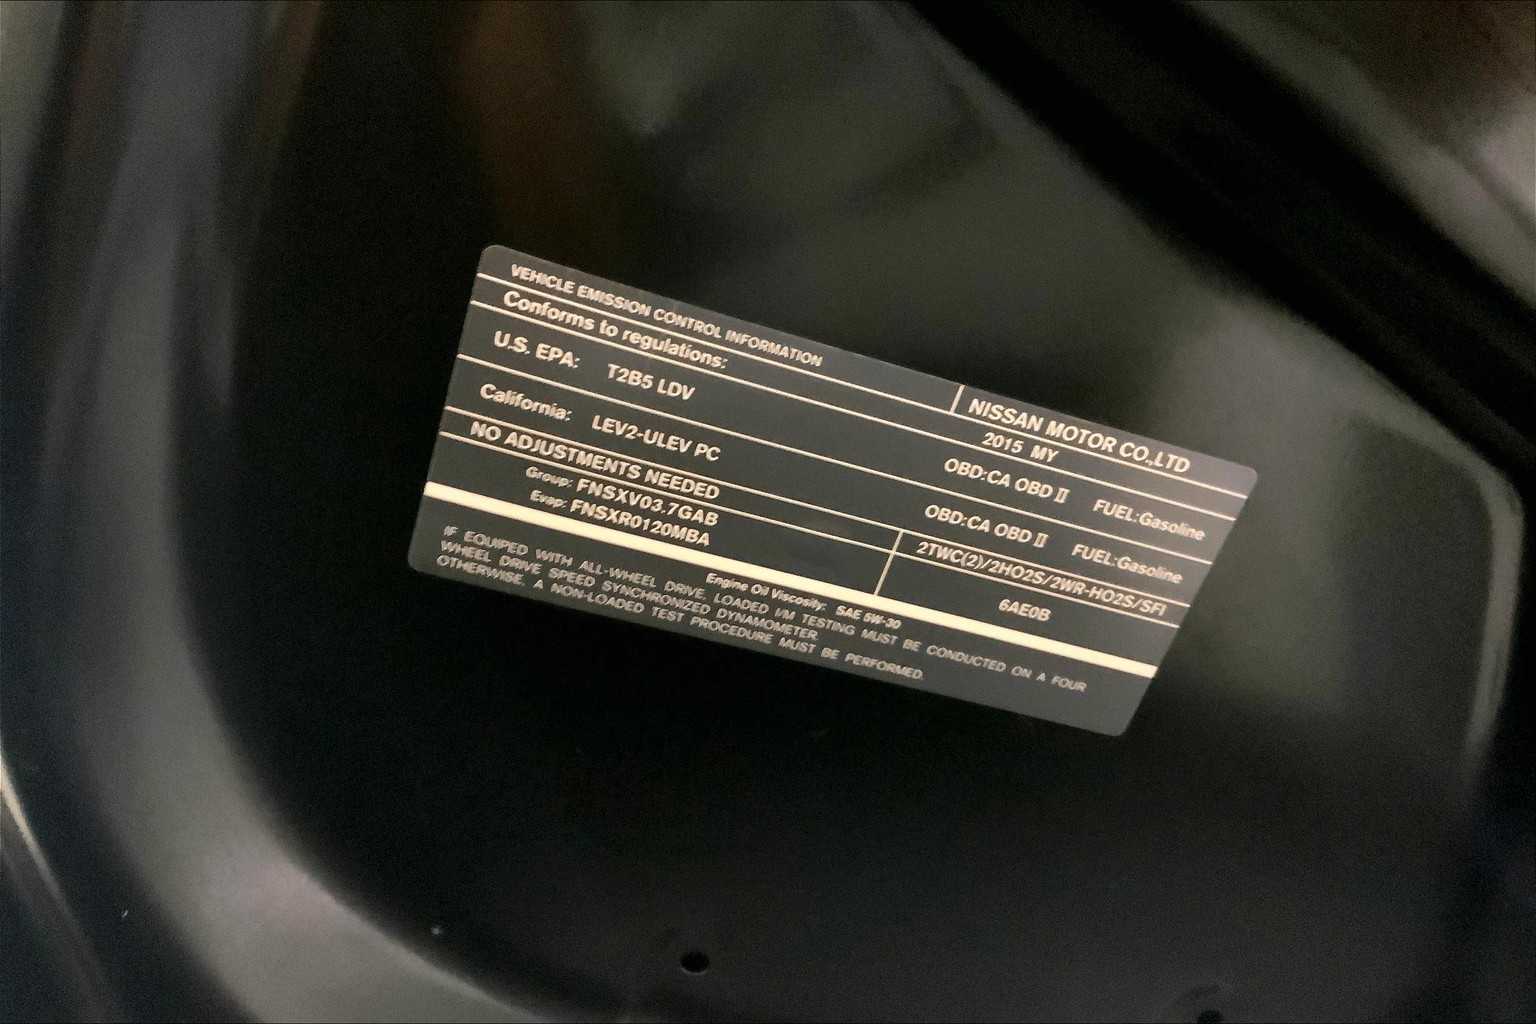 VEHICLE EMISSION CONTROL INFORMATION
NISSAN MOTOR CO.,LTD
Conforms to regulations:
2015 MY
U.S. EPA: T2B5 LDV
OBD:CA OBD II FUEL:Gasoline
California: LEV2-ULEV PC
OBD:CA OBD II FUEL:Gasoline
NO ADJUSTMENTS NEEDED
2TWC(2)/2HO2S/2WR-HO2S/SFI
Group: FNSXV03.7GAB
Evap: FNSXR0120MBA
6AE0B
Engine Oil Viscosity: SAE 5W-30
IF EQUIPED WITH ALL-WHEEL DRIVE, LOADED I/M TESTING MUST BE CONDUCTED ON A FOUR
WHEEL DRIVE SPEED SYNCHRONIZED DYNAMOMETER.
OTHERWISE, A NON-LOADED TEST PROCEDURE MUST BE PERFORMED.